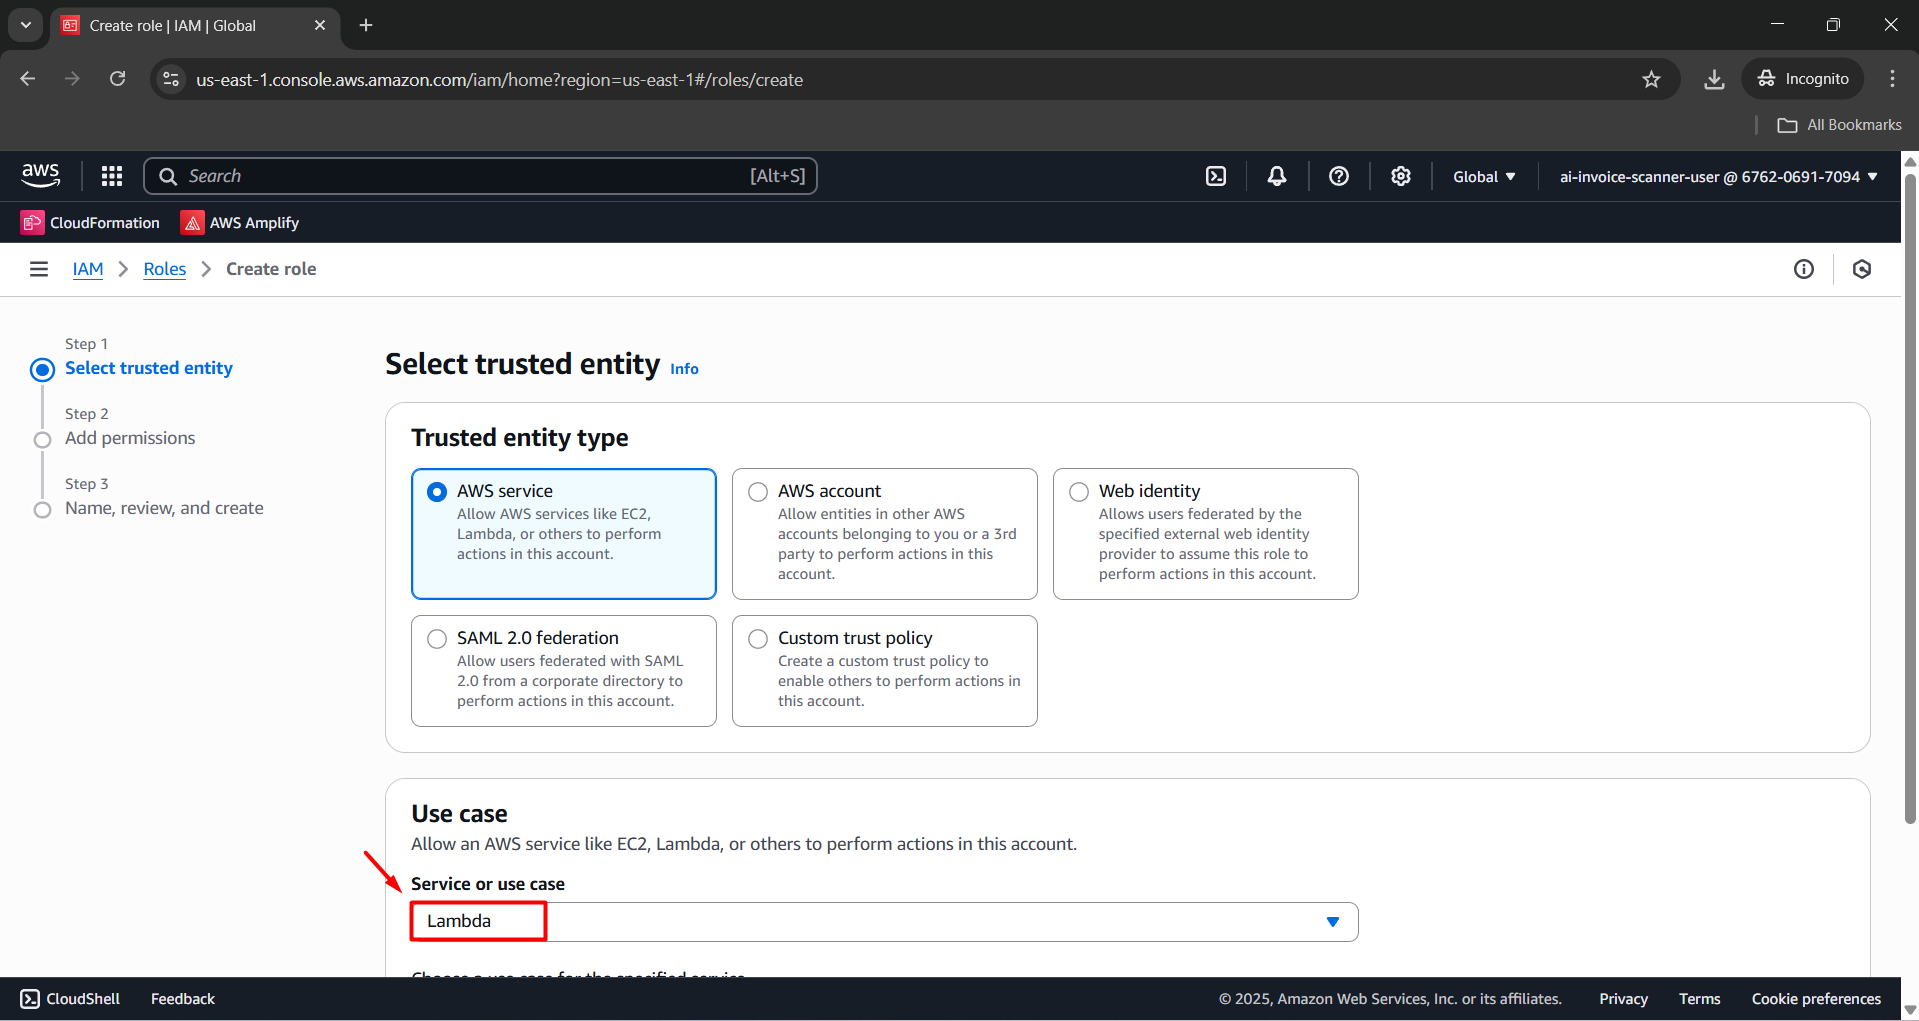 Create role | IAM | Global
us-east-1.console.aws.amazon.com/iam/home?region=us-east-1#/roles/create
Incognito
All Bookmarks
aws
Search
[Alt+S]
Global
ai-invoice-scanner-user @ 6762-0691-7094
CloudFormation
AWS Amplify
IAM
Roles
Create role
Step 1
Select trusted entity
Step 2
Add permissions
Step 3
Name, review, and create
Select trusted entity Info
Trusted entity type
AWS service
Allow AWS services like EC2,
Lambda, or others to perform
actions in this account.
AWS account
Allow entities in other AWS
accounts belonging to you or a 3rd
party to perform actions in this
account.
Web identity
Allows users federated by the
specified external web identity
provider to assume this role to
perform actions in this account.
SAML 2.0 federation
Allow users federated with SAML
2.0 from a corporate directory to
perform actions in this account.
Custom trust policy
Create a custom trust policy to
enable others to perform actions in
this account.
Use case
Allow an AWS service like EC2, Lambda, or others to perform actions in this account.
Service or use case
Lambda
Choose a use case for the specified service.
CloudShell
Feedback
© 2025, Amazon Web Services, Inc. or its affiliates.
Privacy
Terms
Cookie preferences